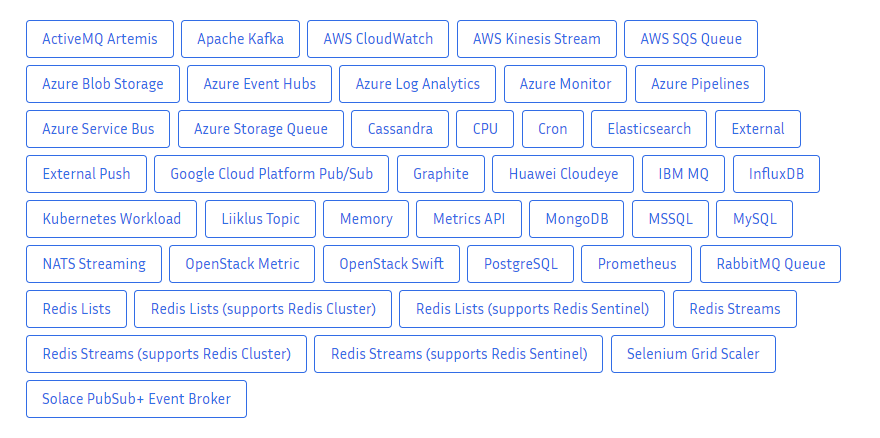 ActiveMQ Artemis Apache Kafka AWS CloudWatch AWS Kinesis Stream AWS SQS Queue
Azure Blob Storage Azure Event Hubs Azure Log Analytics Azure Monitor Azure Pipelines
Azure Service Bus Azure Storage Queue Cassandra CPU Cron Elasticsearch External
External Push Google Cloud Platform Pub/Sub Graphite Huawei Cloudeye IBM MQ InfluxDB
Kubernetes Workload Liiklus Topic Memory Metrics API MongoDB MSSQL MySQL
NATS Streaming OpenStack Metric OpenStack Swift PostgreSQL Prometheus RabbitMQ Queue
Redis Lists Redis Lists (supports Redis Cluster) Redis Lists (supports Redis Sentinel) Redis Streams
Redis Streams (supports Redis Cluster) Redis Streams (supports Redis Sentinel) Selenium Grid Scaler
Solace PubSub+ Event Broker